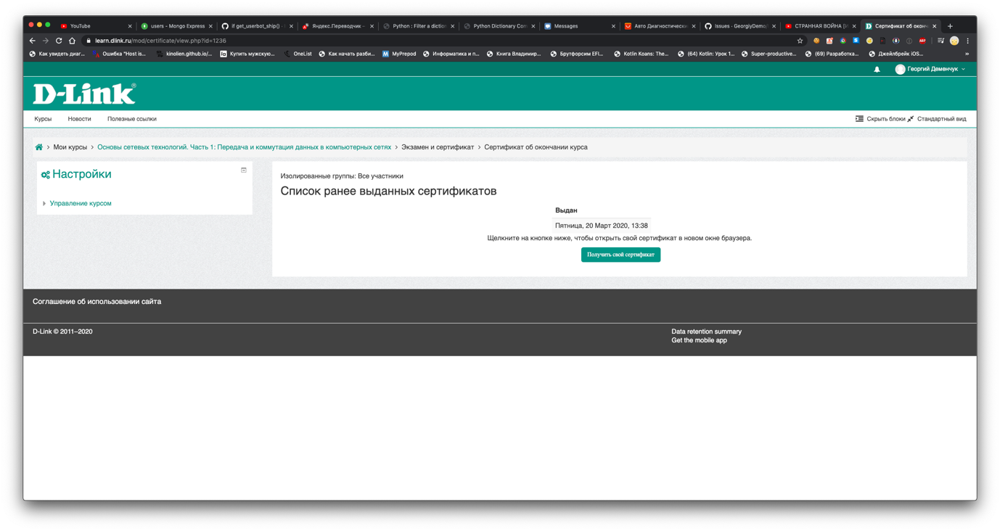 YouTube
users - Mongo Express
if get_userbot_ship()
Яндекс.Переводчик –
Python : Filter a diction
Python Dictionary Com
Messages
Авто Диагностически
Issues · GeorgiyDemo/
СТРАННАЯ ВОЙНА [И
Сертификат об оконч
learn.dlink.ru/mod/certificate/view.php?id=1236
Как увидеть диаг...
Ошибка "Host is...
kinolien.github.io/...
Купить мужскую...
OneList
Как начать разби...
MyPrepod
Информатика и п...
Книга Владимир...
Брутфорсим EFI...
Kotlin Koans: The...
(64) Kotlin: Урок 1...
Super-productive...
(69) Разработка...
Джейлбрейк iOS...
»
Георгий Деменчук
D-Link®
Курсы
Новости
Полезные ссылки
Скрыть блоки
Стандартный вид
Мои курсы > Основы сетевых технологий. Часть 1: Передача и коммутация данных в компьютерных сетях > Экзамен и сертификат > Сертификат об окончании курса
Настройки
Управление курсом
Изолированные группы: Все участники
Список ранее выданных сертификатов
Выдан
Пятница, 20 Март 2020, 13:38
Щелкните на кнопке ниже, чтобы открыть свой сертификат в новом окне браузера.
Получить свой сертификат
Соглашение об использовании сайта
D-Link © 2011–2020
Data retention summary
Get the mobile app